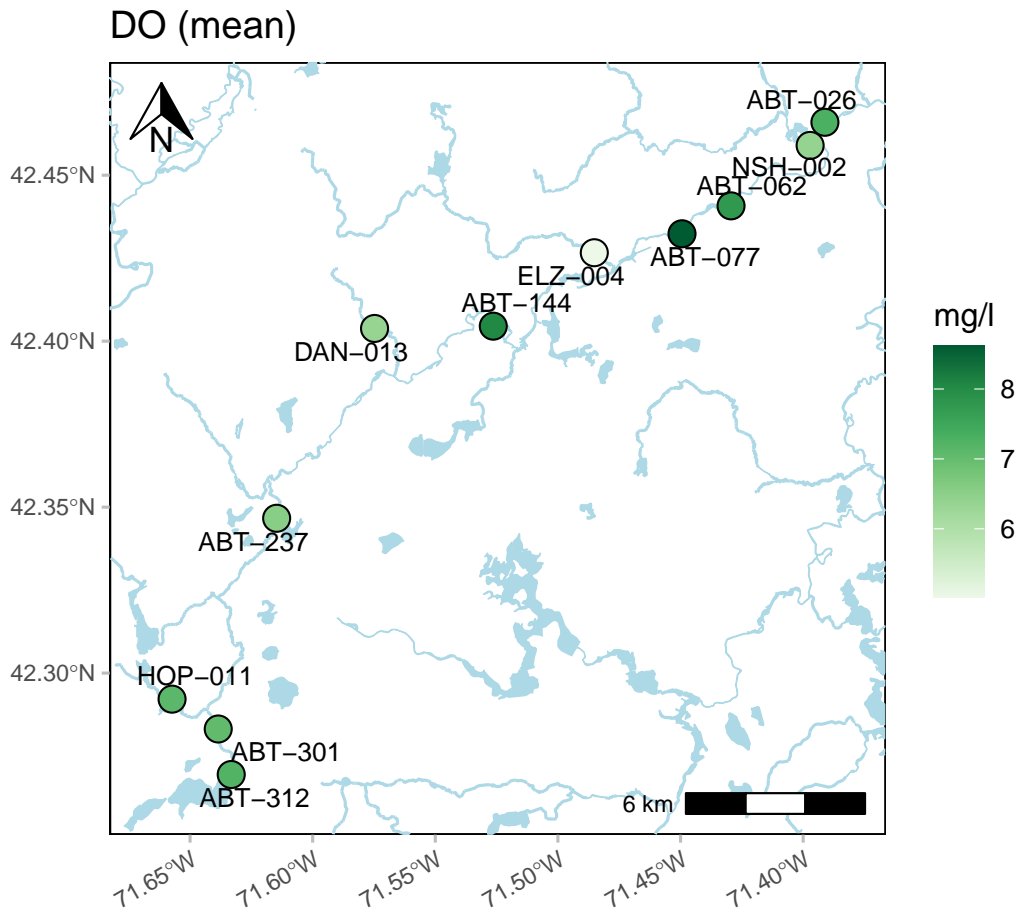 DO (mean)
N
ABT−026
NSH−002
ABT−062
ABT−077
ELZ−004
ABT−144
DAN−013
ABT−237
HOP−011
ABT−301
ABT−312
6 km
42.45°N
42.40°N
42.35°N
42.30°N
71.65°W
71.60°W
71.55°W
71.50°W
71.45°W
71.40°W
mg/l
8
7
6